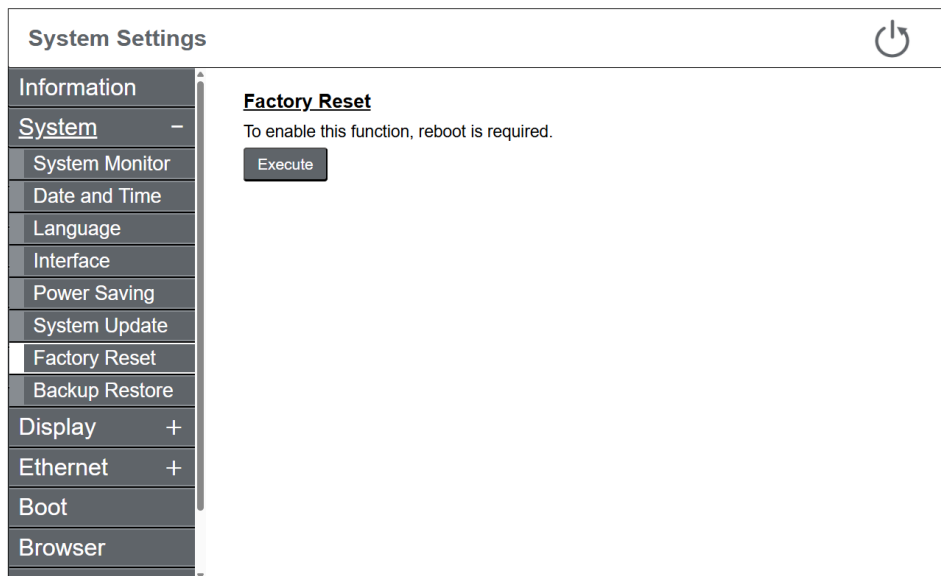 System Settings
Information
System −
System Monitor
Date and Time
Language
Interface
Power Saving
System Update
Factory Reset
Backup Restore
Display +
Ethernet +
Boot
Browser
Factory Reset
To enable this function, reboot is required.
Execute